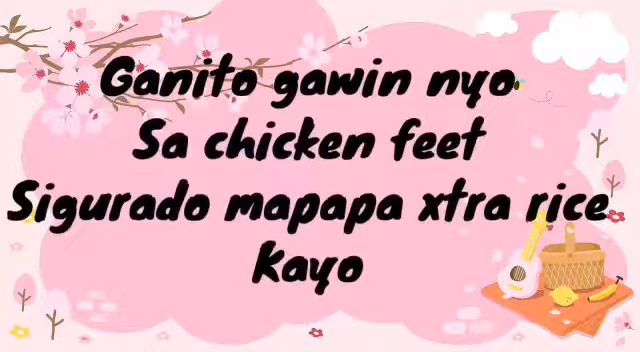 Ganito gawin nyo
Sa chicken feet
Sigurado mapapa xtra rice
kayo